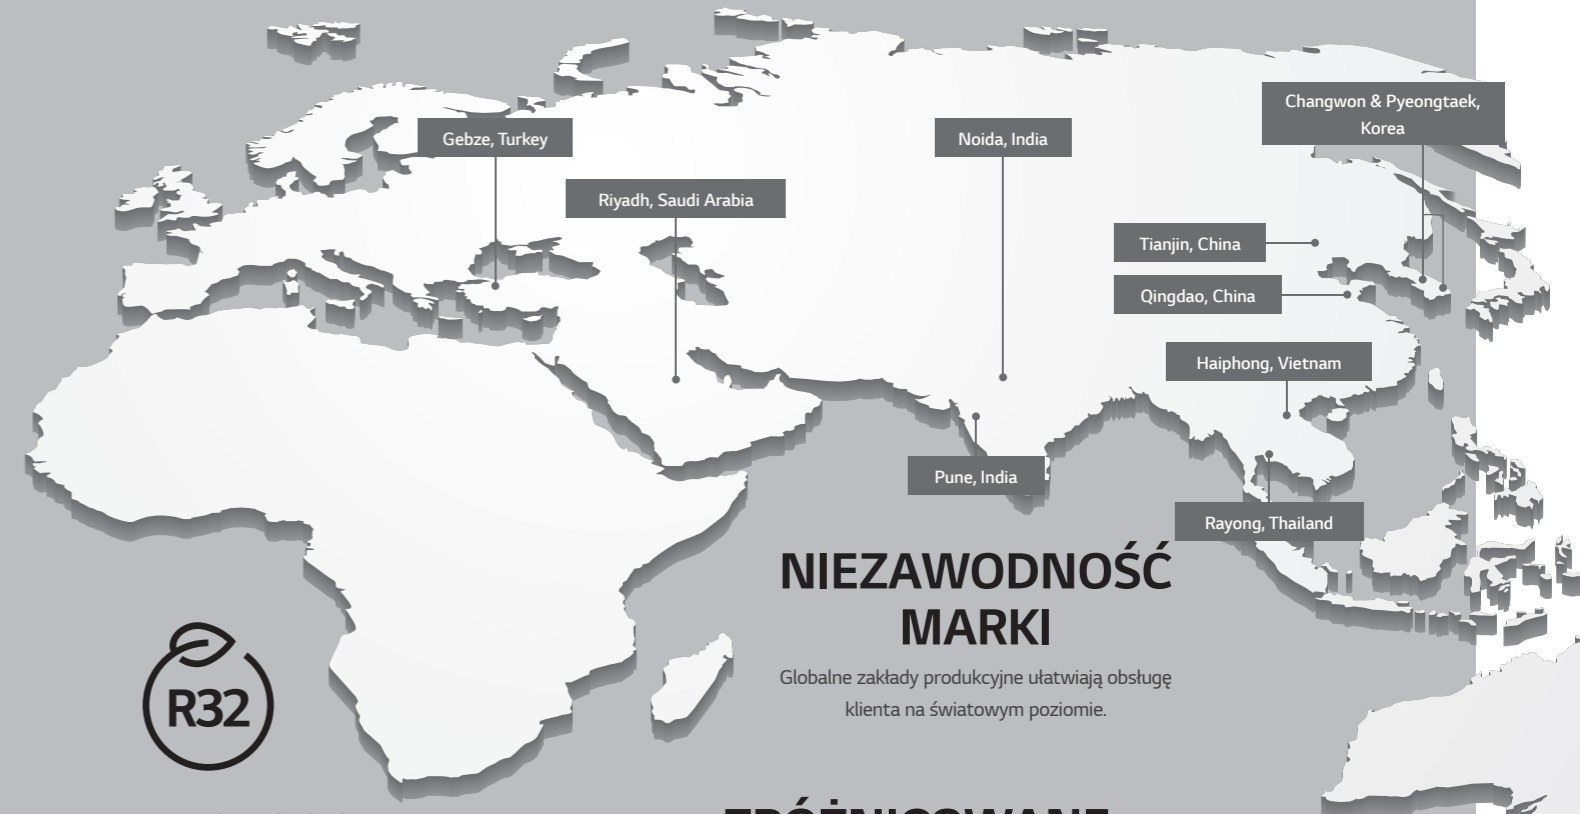 Changwon & Pyeongtaek,
Korea
Gebze, Turkey
Noida, India
Riyadh, Saudi Arabia
Tianjin, China
Qingdao, China
Haiphong, Vietnam
Pune, India
Rayong, Thailand
NIEZAWODNOŚĆ
MARKI
Globalne zakłady produkcyjne ułatwiają obsługę
klienta na światowym poziomie.
R32